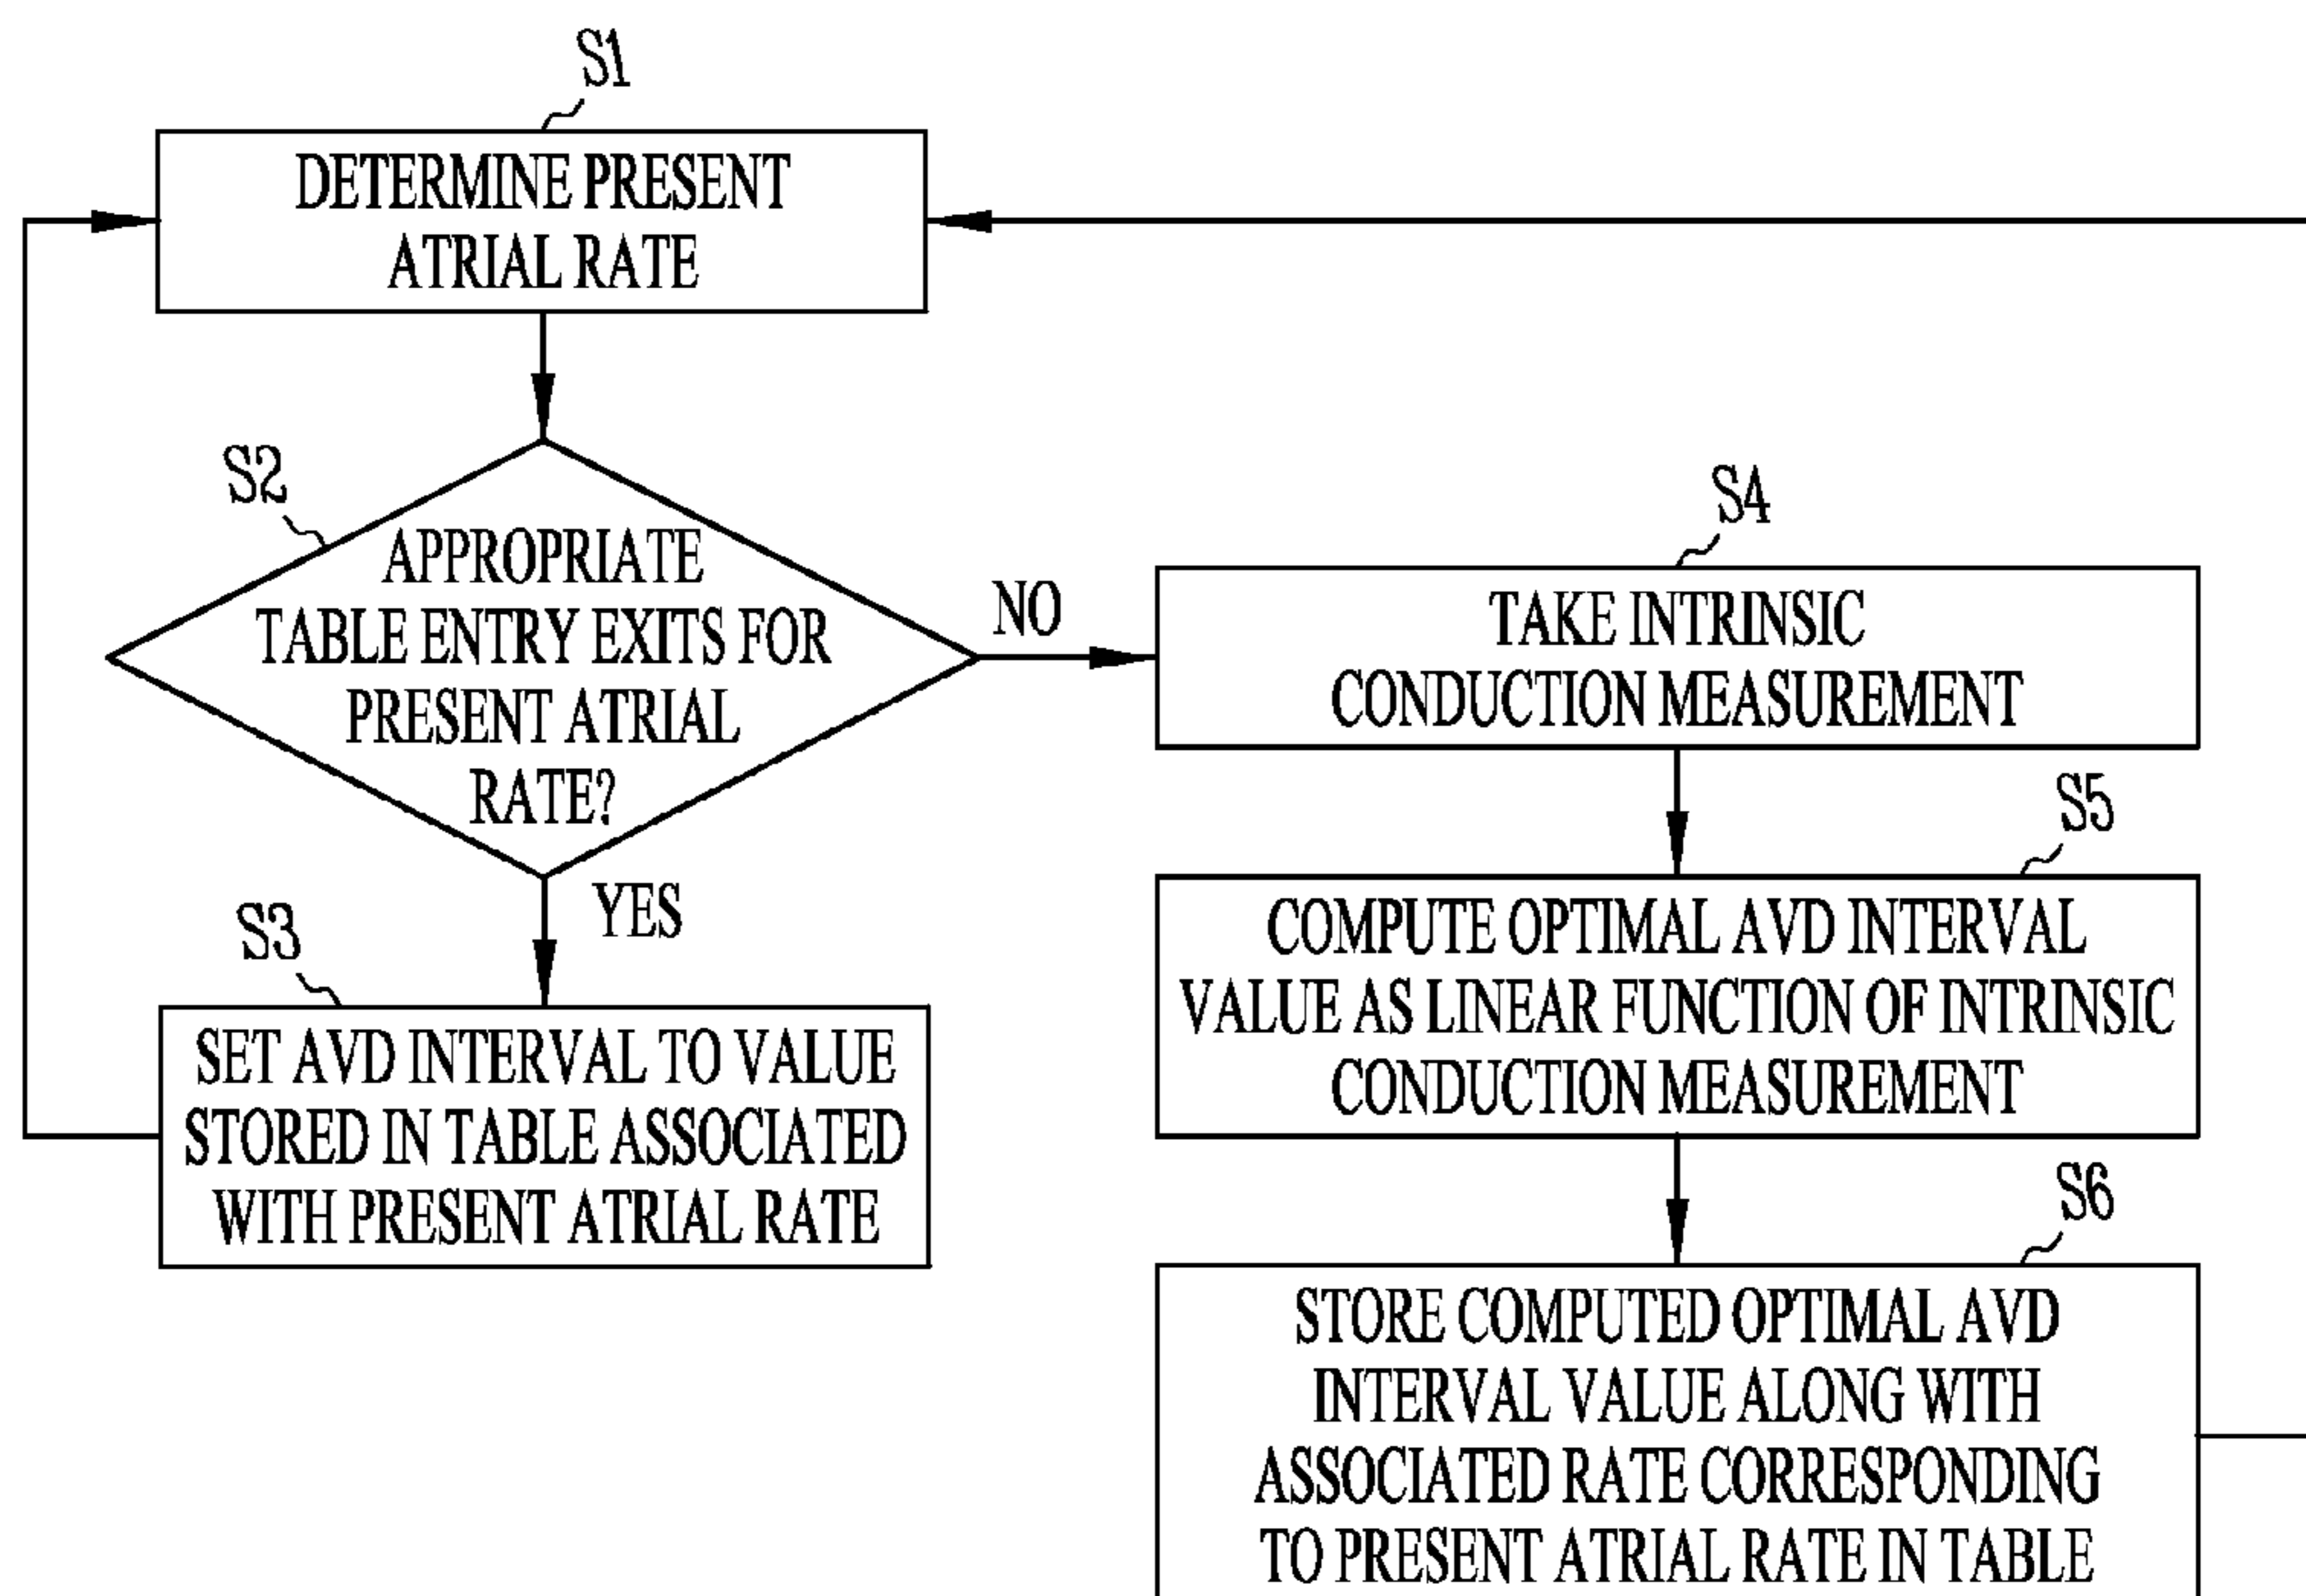 S1
DETERMINE PRESENT
ATRIAL RATE
S2
APPROPRIATE
TABLE ENTRY EXITS FOR
PRESENT ATRIAL
RATE?
NO
YES
S3
SET AVD INTERVAL TO VALUE
STORED IN TABLE ASSOCIATED
WITH PRESENT ATRIAL RATE
S4
TAKE INTRINSIC
CONDUCTION MEASUREMENT
S5
COMPUTE OPTIMAL AVD INTERVAL
VALUE AS LINEAR FUNCTION OF INTRINSIC
CONDUCTION MEASUREMENT
S6
STORE COMPUTED OPTIMAL AVD
INTERVAL VALUE ALONG WITH
ASSOCIATED RATE CORRESPONDING
TO PRESENT ATRIAL RATE IN TABLE